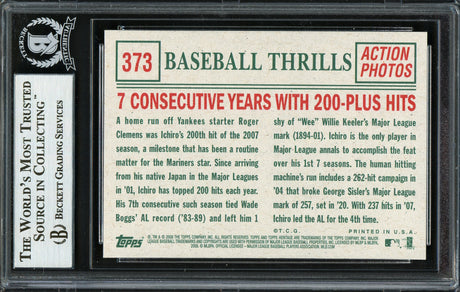 THE WORLD'S MOST TRUSTED
SOURCE IN COLLECTING™
BECKETT GRADING SERVICES
373
BASEBALL THRILLS
ACTION
PHOTOS
7 CONSECUTIVE YEARS WITH 200-PLUS HITS
A home run off Yankees starter Roger
Clemens was Ichiro's 200th hit of the 2007
season, a milestone that has been a routine
matter for the Mariners star. Since arriving
from his native Japan in the Major Leagues
in '01, Ichiro has topped 200 hits each year.
His 7th consecutive such season tied Wade
Boggs' AL record ('83-89) and left him 1
shy of "Wee" Willie Keeler's Major League
mark (1894-01). Ichiro is the only player in
Major League annals to accomplish the feat
over his 1st 7 seasons. The human hitting
machine's run includes a 262-hit campaign in
'04 that broke George Sisler's Major League
mark of 257, set in '20. With 237 hits in '07,
Ichiro led the AL for the 4th time.
Topps
©T.C.G.
PRINTED IN U.S.A.